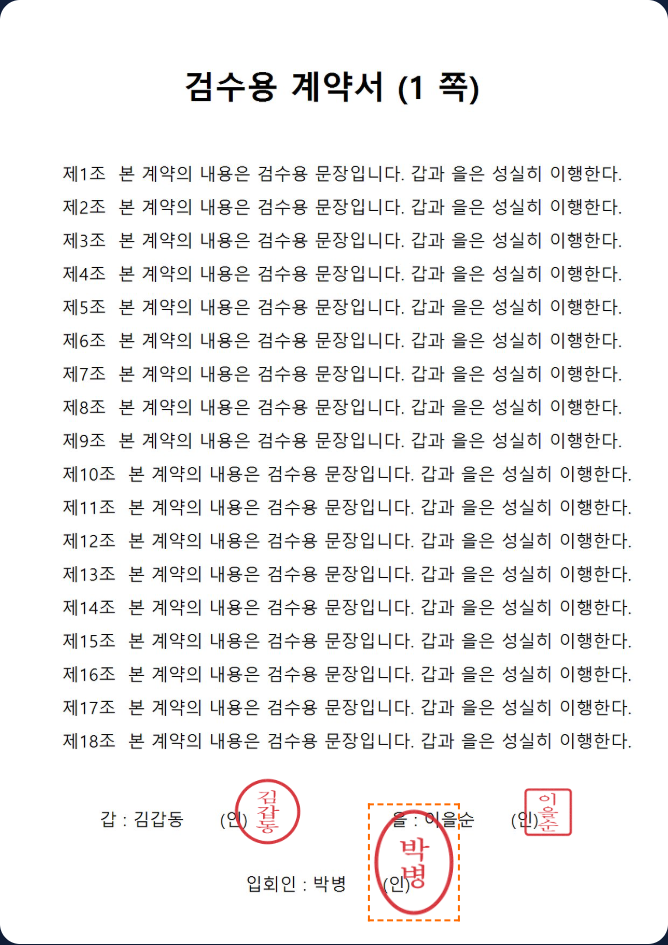 검수용 계약서 (1 쪽)
제1조 본 계약의 내용은 검수용 문장입니다. 갑과 을은 성실히 이행한다.
제2조 본 계약의 내용은 검수용 문장입니다. 갑과 을은 성실히 이행한다.
제3조 본 계약의 내용은 검수용 문장입니다. 갑과 을은 성실히 이행한다.
제4조 본 계약의 내용은 검수용 문장입니다. 갑과 을은 성실히 이행한다.
제5조 본 계약의 내용은 검수용 문장입니다. 갑과 을은 성실히 이행한다.
제6조 본 계약의 내용은 검수용 문장입니다. 갑과 을은 성실히 이행한다.
제7조 본 계약의 내용은 검수용 문장입니다. 갑과 을은 성실히 이행한다.
제8조 본 계약의 내용은 검수용 문장입니다. 갑과 을은 성실히 이행한다.
제9조 본 계약의 내용은 검수용 문장입니다. 갑과 을은 성실히 이행한다.
제10조 본 계약의 내용은 검수용 문장입니다. 갑과 을은 성실히 이행한다.
제11조 본 계약의 내용은 검수용 문장입니다. 갑과 을은 성실히 이행한다.
제12조 본 계약의 내용은 검수용 문장입니다. 갑과 을은 성실히 이행한다.
제13조 본 계약의 내용은 검수용 문장입니다. 갑과 을은 성실히 이행한다.
제14조 본 계약의 내용은 검수용 문장입니다. 갑과 을은 성실히 이행한다.
제15조 본 계약의 내용은 검수용 문장입니다. 갑과 을은 성실히 이행한다.
제16조 본 계약의 내용은 검수용 문장입니다. 갑과 을은 성실히 이행한다.
제17조 본 계약의 내용은 검수용 문장입니다. 갑과 을은 성실히 이행한다.
제18조 본 계약의 내용은 검수용 문장입니다. 갑과 을은 성실히 이행한다.
갑 : 김갑동 (인) 을 : 이을순 (인)
김
갑
동
이
을
순
입회인 : 박병 (인)
박
병